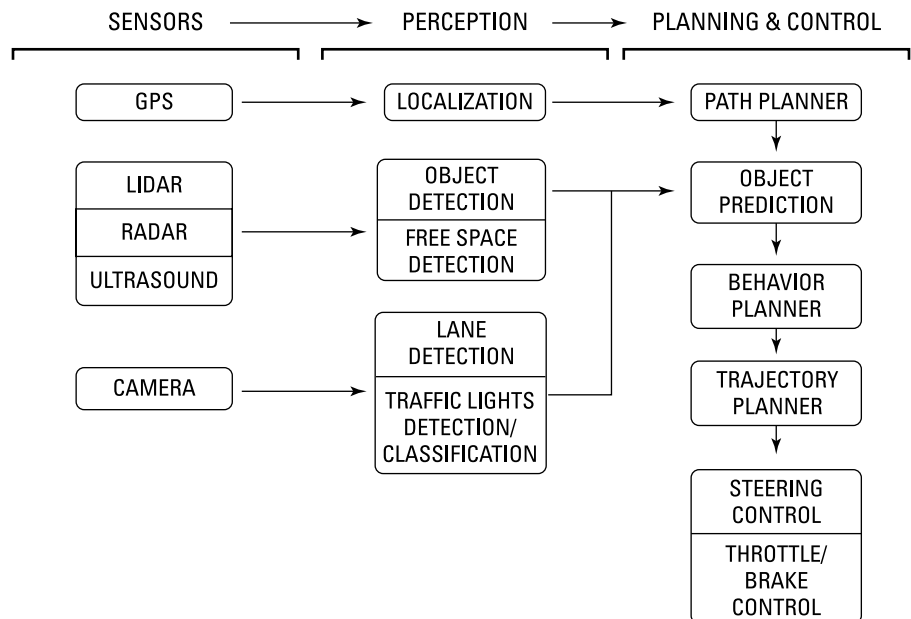 SENSORS
PERCEPTION
PLANNING & CONTROL
GPS
LOCALIZATION
PATH PLANNER
LIDAR
RADAR
ULTRASOUND
OBJECT
DETECTION
FREE SPACE
DETECTION
OBJECT
PREDICTION
BEHAVIOR
PLANNER
CAMERA
LANE
DETECTION
TRAFFIC LIGHTS
DETECTION/
CLASSIFICATION
TRAJECTORY
PLANNER
STEERING
CONTROL
THROTTLE/
BRAKE
CONTROL